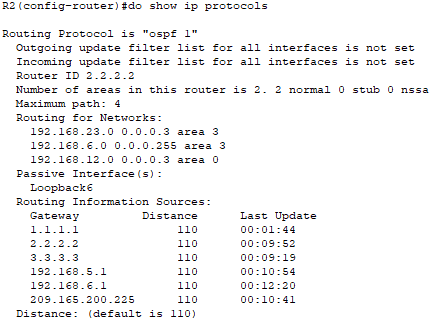 R2(config-router)#do show ip protocols
Routing Protocol is "ospf 1"
Outgoing update filter list for all interfaces is not set
Incoming update filter list for all interfaces is not set
Router ID 2.2.2.2
Number of areas in this router is 2. 2 normal 0 stub 0 nssa
Maximum path: 4
Routing for Networks:
192.168.23.0 0.0.0.3 area 3
192.168.6.0 0.0.0.255 area 3
192.168.12.0 0.0.0.3 area 0
Passive Interface(s):
Loopback6
Routing Information Sources:
Gateway Distance Last Update
1.1.1.1 110 00:01:44
2.2.2.2 110 00:09:52
3.3.3.3 110 00:09:19
192.168.5.1 110 00:10:54
192.168.6.1 110 00:12:20
209.165.200.225 110 00:10:41
Distance: (default is 110)